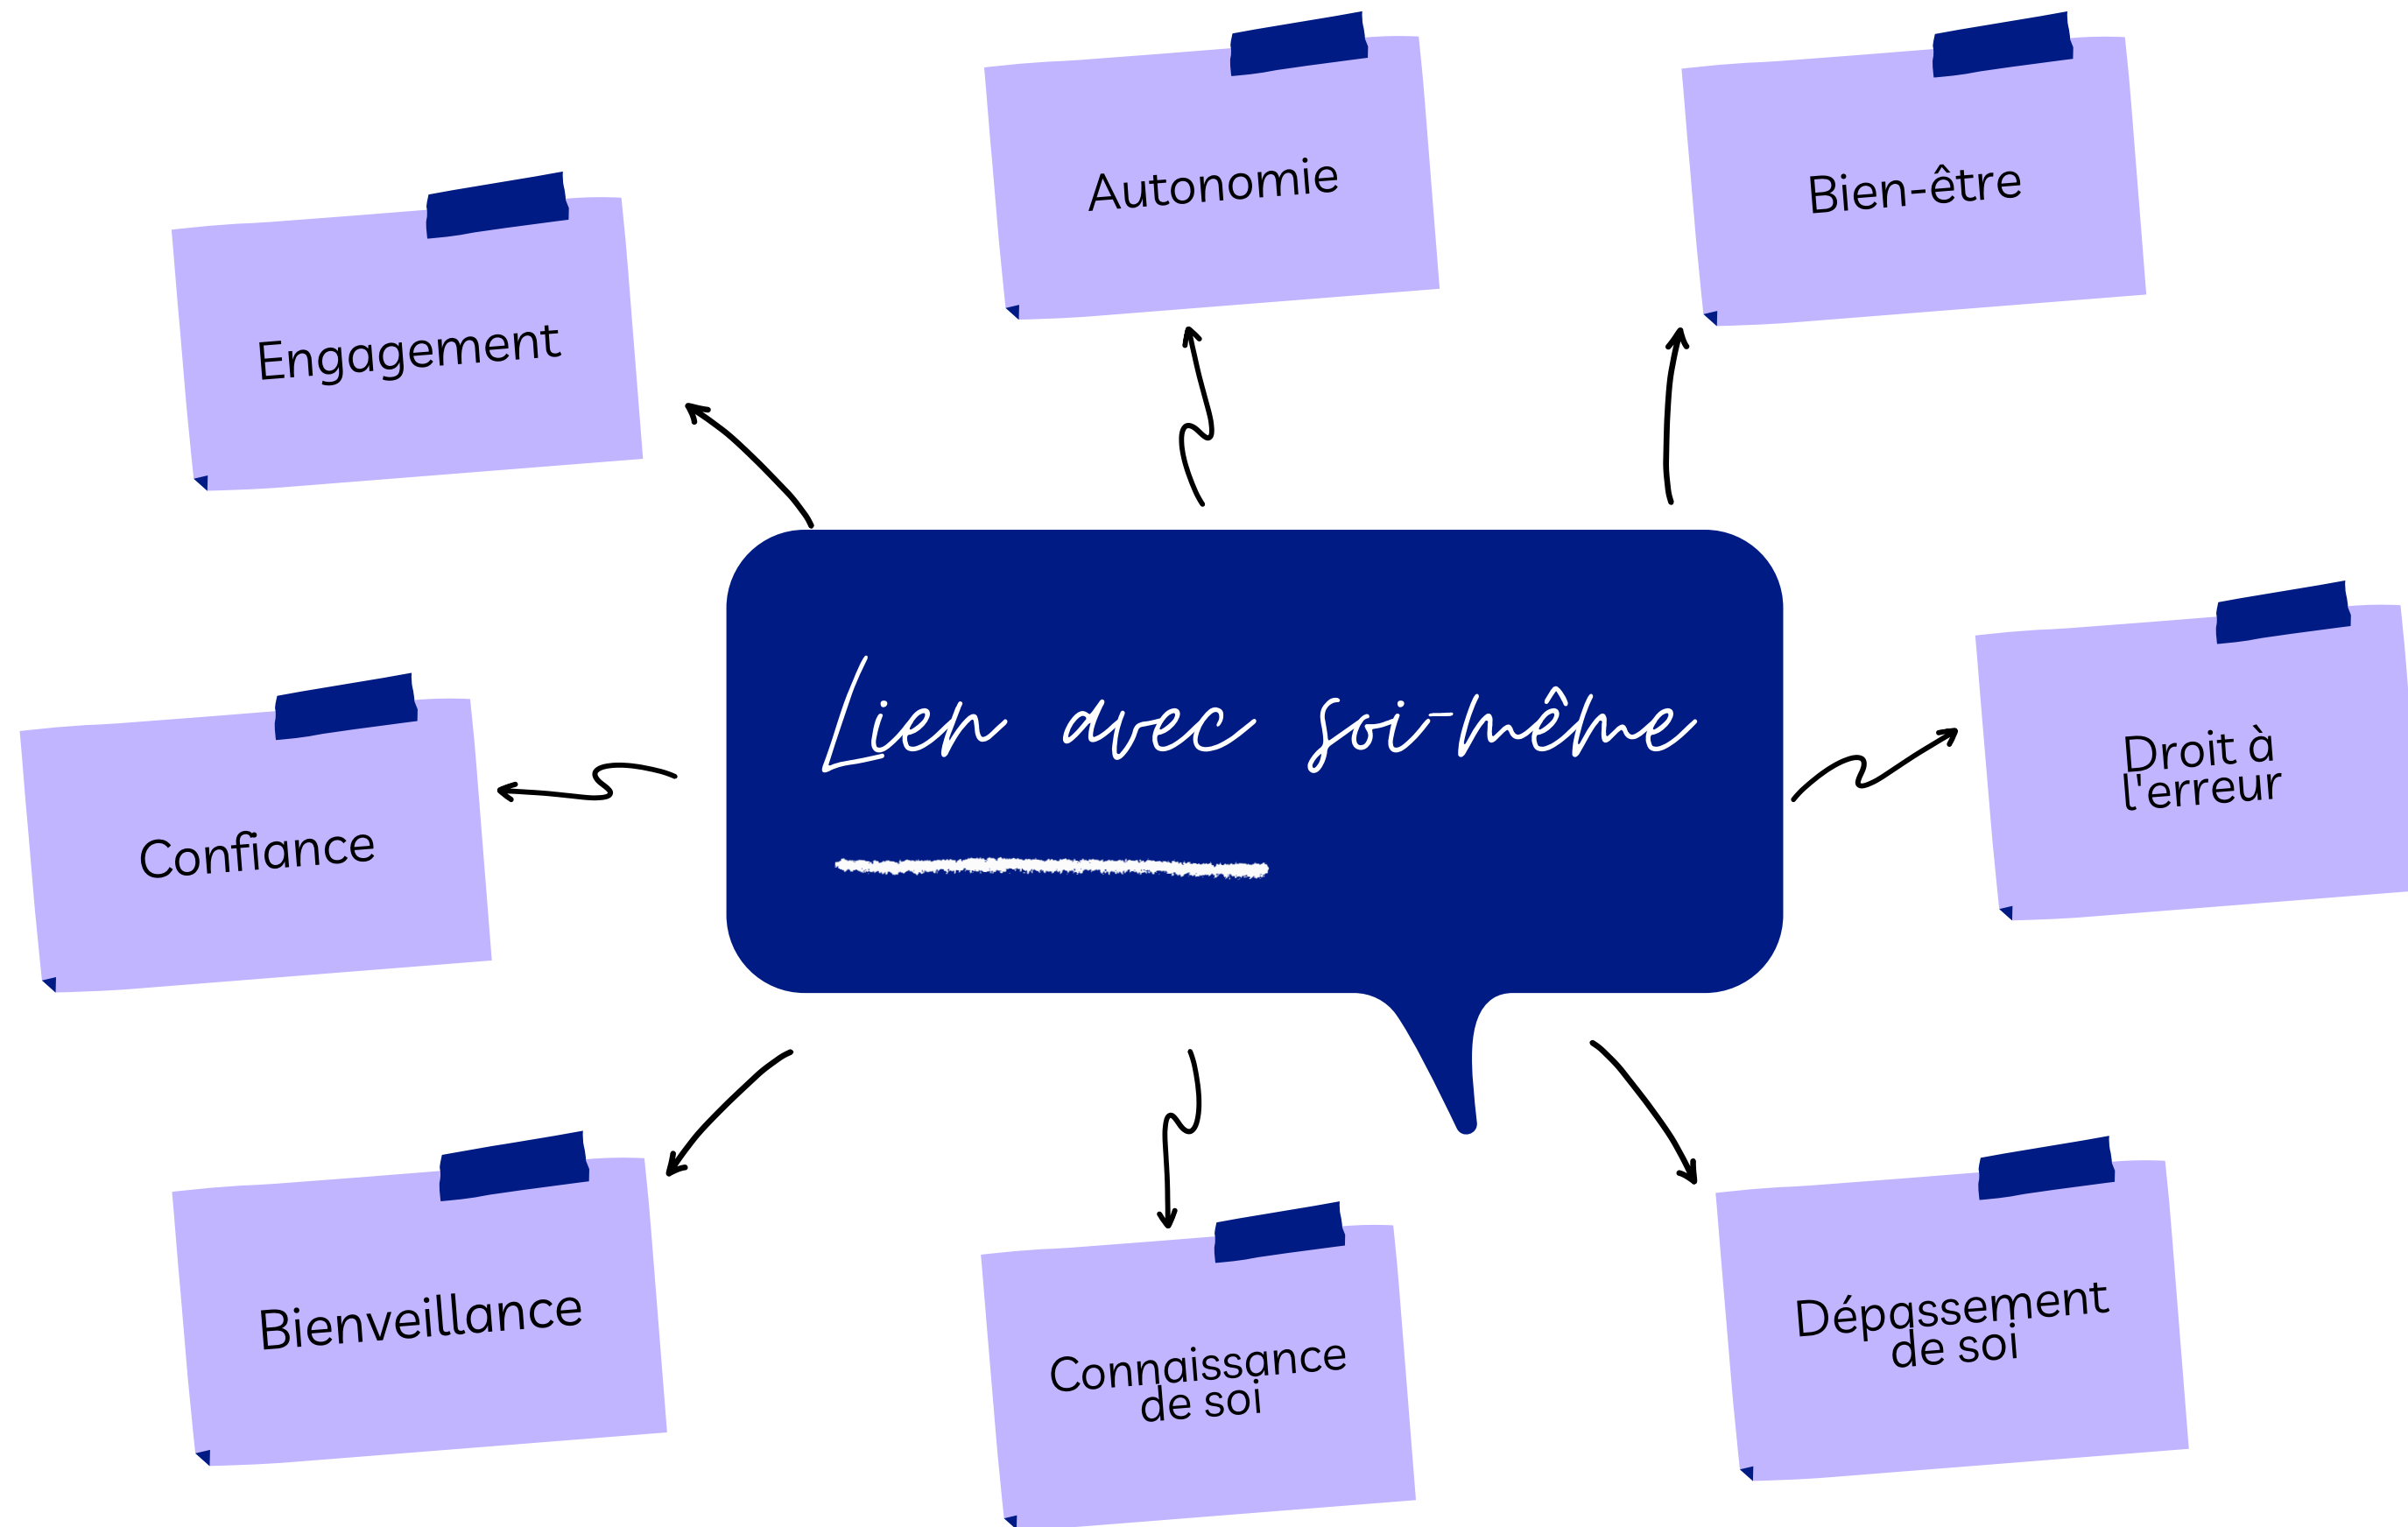 Autonomie
Bien-être
Engagement
Lien avec soi-même
Droit à
l'erreur
Confiance
Bienveillance
Connaissance
de soi
Dépassement
de soi